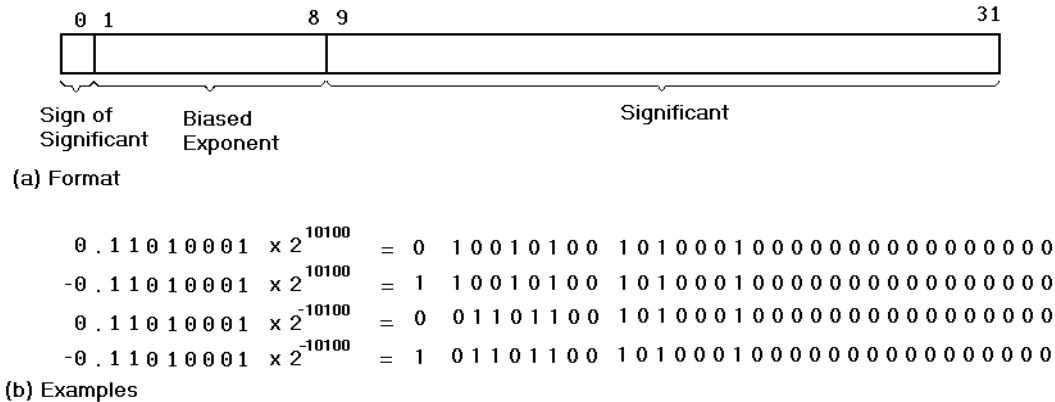 0 1 8 9 31
Sign of Significant
Biased Exponent
Significant
(a) Format
0.11010001 x 2^10100 = 0 10010100 10100010000000000000000
-0.11010001 x 2^10100 = 1 10010100 10100010000000000000000
0.11010001 x 2^-10100 = 0 01101100 10100010000000000000000
-0.11010001 x 2^-10100 = 1 01101100 10100010000000000000000
(b) Examples